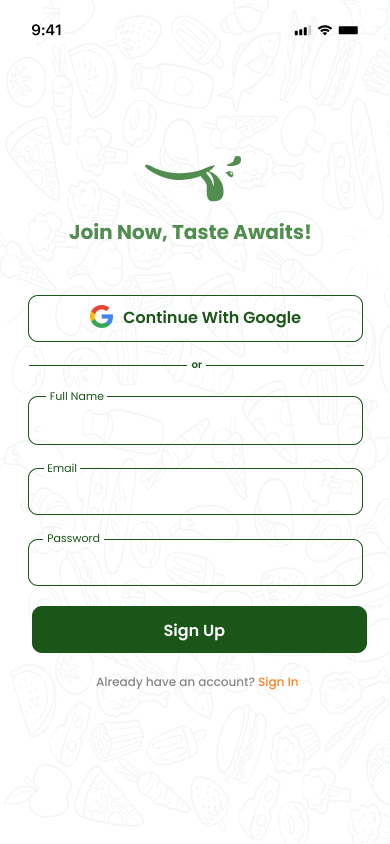 9:41
Join Now, Taste Awaits!
Continue With Google
or
Full Name
Email
Password
Sign Up
Already have an account? Sign In